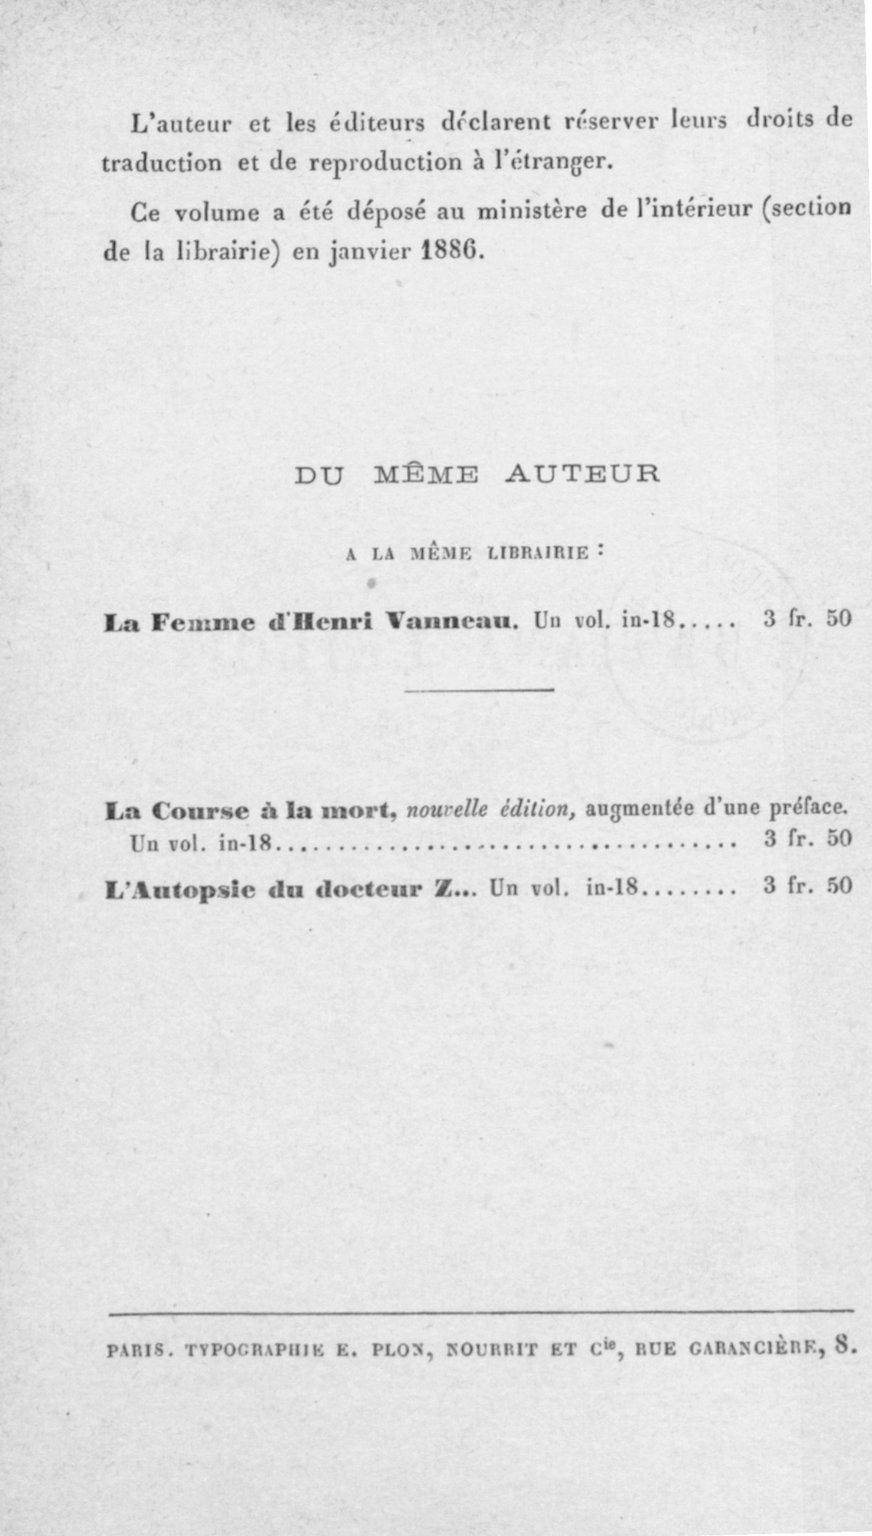 L'auteur et les éditeurs déclarent réserver leurs droits de
traduction et de reproduction à l'étranger.
Ce volume a été déposé au ministère de l'intérieur (section
de la librairie) en janvier 1886.
DU MÊME AUTEUR
A LA MÊME LIBRAIRIE :
La Femme d'Henri Vanneau. Un vol. in-18..... 3 fr. 50
La Course à la mort, nouvelle édition, augmentée d'une préface.
Un vol. in-18..................................... 3 fr. 50
L'Autopsie du docteur Z... Un vol. in-18........ 3 fr. 50
PARIS. TYPOGRAPHIE E. PLON, NOURRIT ET Cie, RUE GARANCIÈRE, 8.